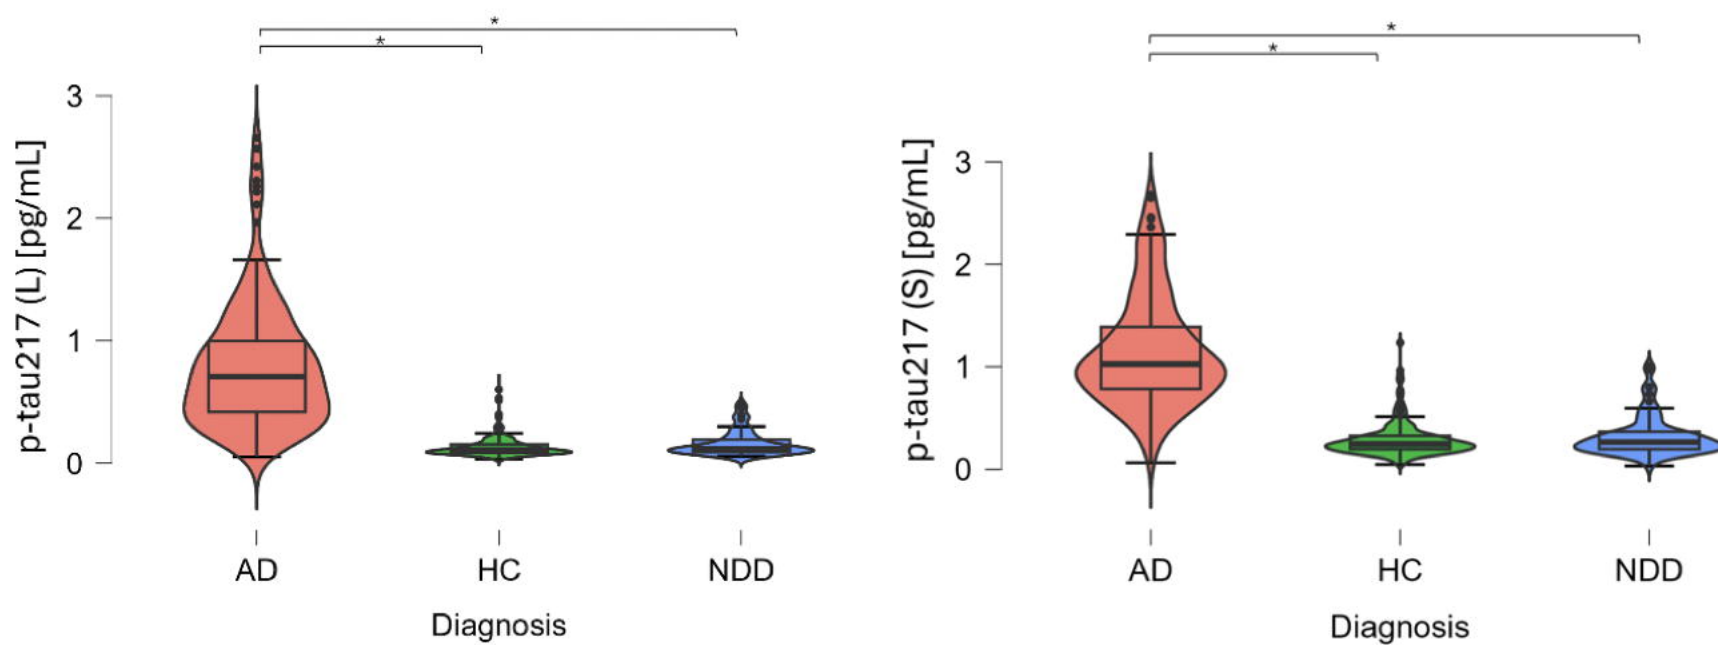 *
*
3
2
1
0
p-tau217 (L) [pg/mL]
AD HC NDD
Diagnosis
*
*
3
2
1
0
p-tau217 (S) [pg/mL]
AD HC NDD
Diagnosis